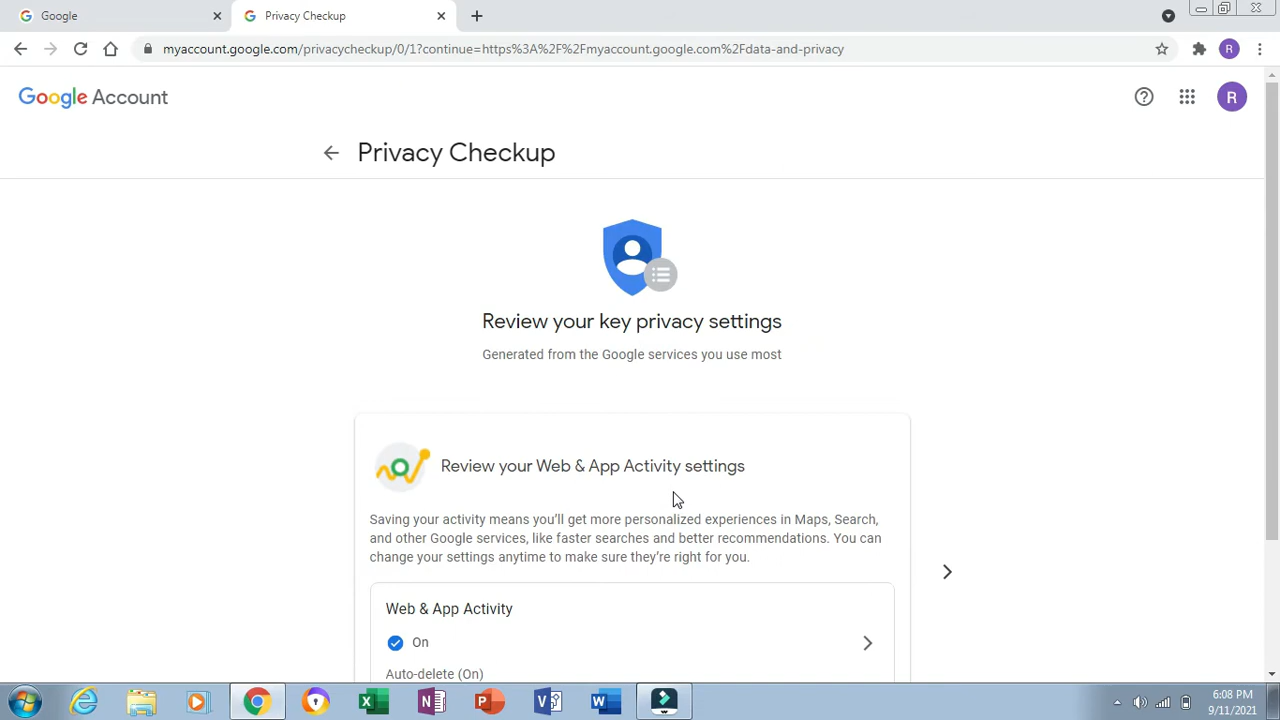 Google
Privacy Checkup
myaccount.google.com/privacycheckup/0/1?continue=https%3A%2F%2Fmyaccount.google.com%2Fdata-and-privacy
R
Google Account
R
Privacy Checkup
Review your key privacy settings
Generated from the Google services you use most
Review your Web & App Activity settings
Saving your activity means you'll get more personalized experiences in Maps, Search,
and other Google services, like faster searches and better recommendations. You can
change your settings anytime to make sure they're right for you.
Web & App Activity
On
Auto-delete (On)
6:08 PM
9/11/2021